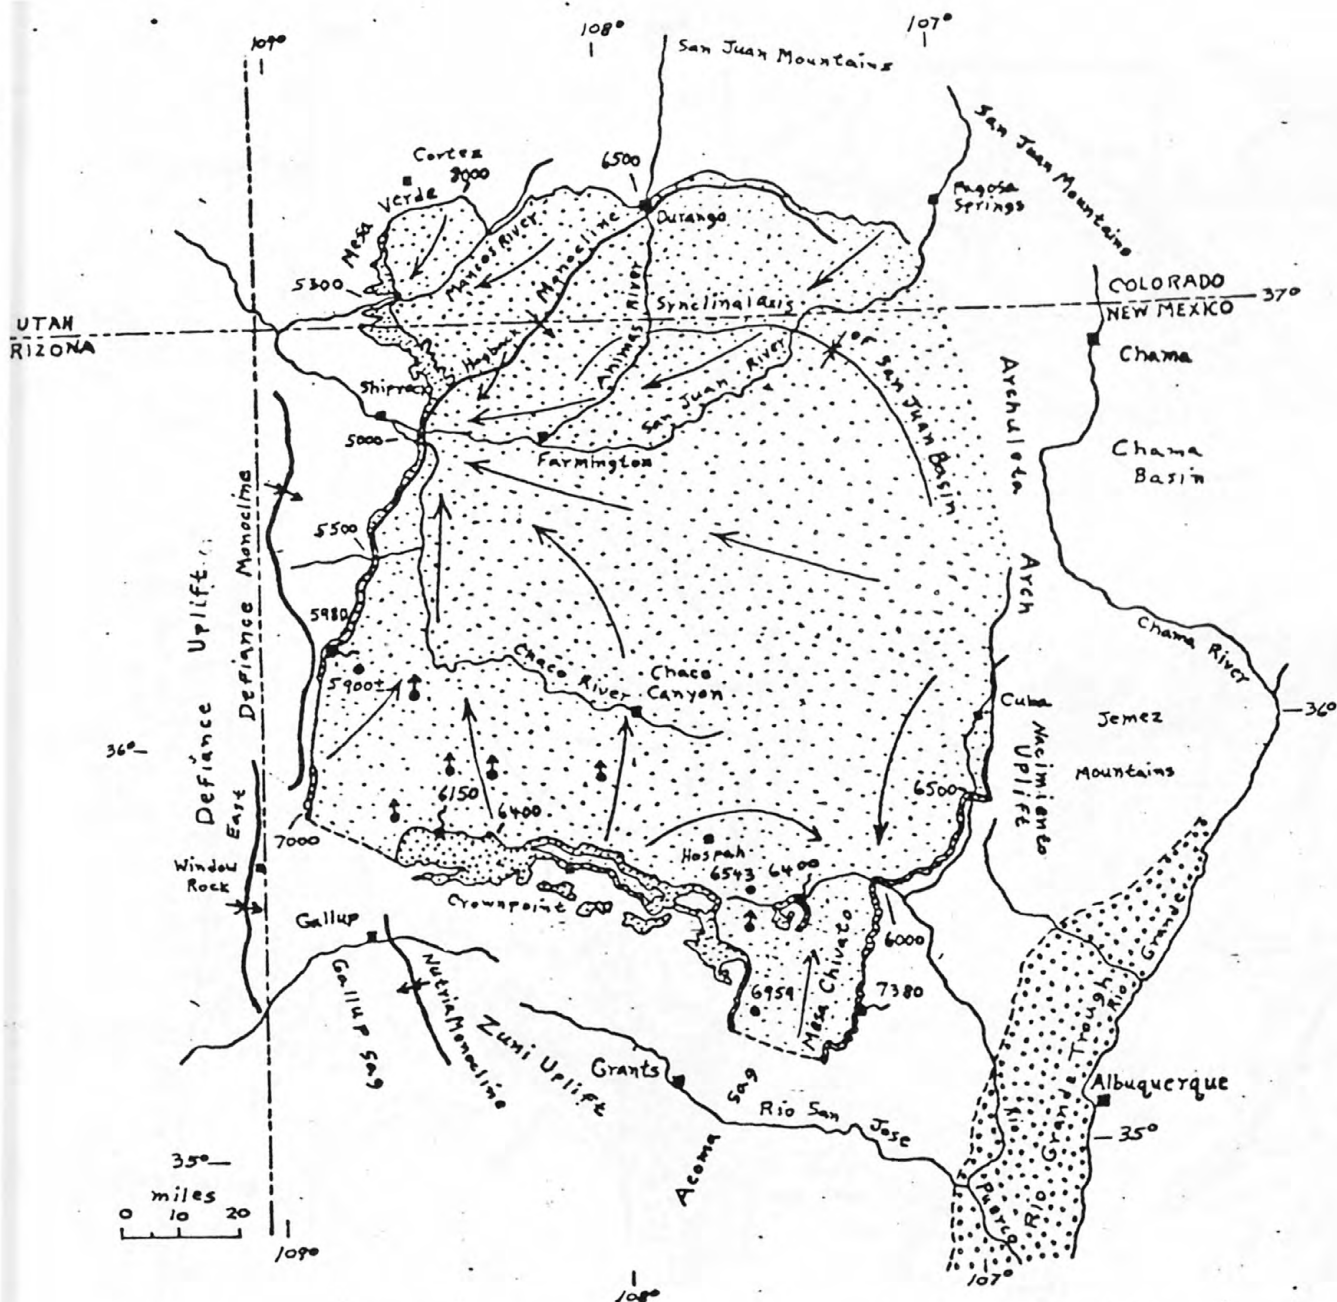 109°
108°
107°
San Juan Mountains
San Juan Mountains
Cortez
8000
6500
Pagosa
Springs
Mesa Verde
Mancos River
Durango
Hogback Monocline
Animas River
5300
Synclinal axis
of San Juan Basin
COLORADO
NEW MEXICO
37°
UTAH
RIZONA
Chama
Shiprock
San Juan River
5000
Farmington
Archuleta
Arch
Chama
Basin
5500
Defiance Uplift
East Defiance Monocline
5980
5900±
Chaco River
Chaco
Canyon
Chama River
Cuba
Nacimiento
Uplift
Jemez
Mountains
36°
36°
6150
6400
6500
7000
Hospah
6543
6400
Window
Rock
Crownpoint
Gallup
6000
Gallup Sag
Nutria Monocline
Zuni Uplift
6959
Mesa Chivato
7380
Grants
Acoma
Sag
Rio San Jose
Rio Grande
Rio Grande Trough
Albuquerque
35°
35°
Rio
Puerco
miles
0 10 20
109°
108°
107°